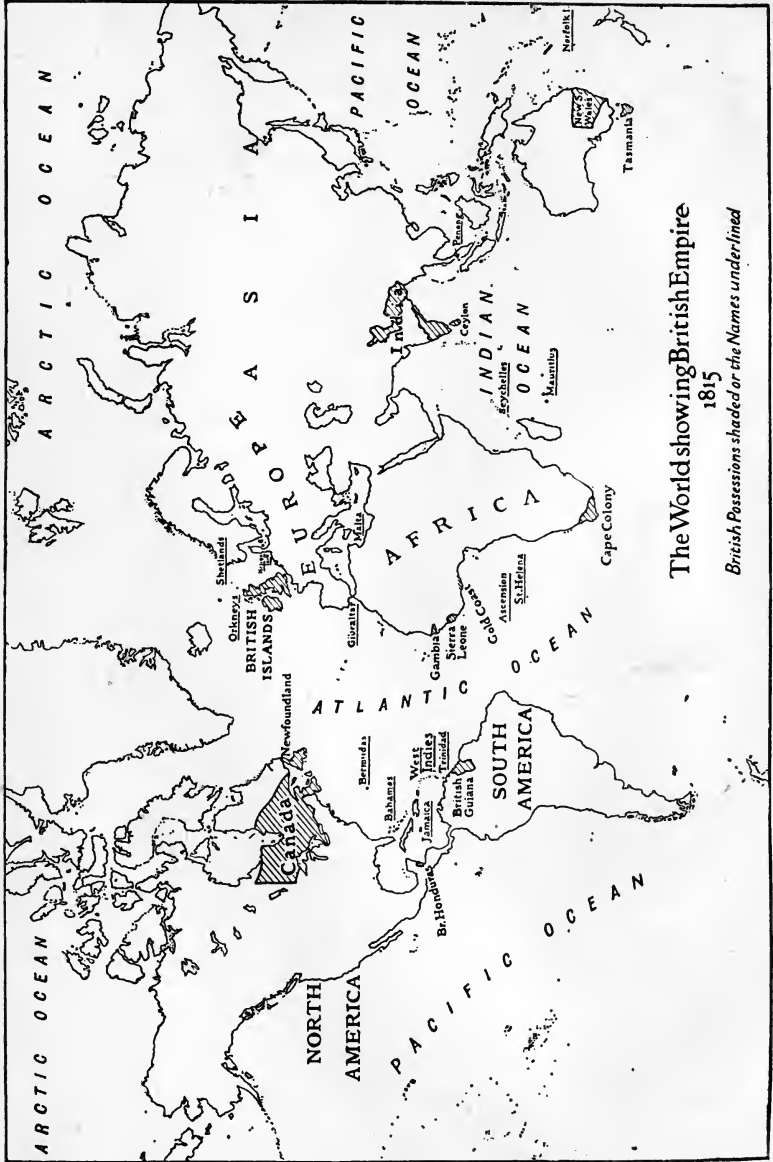 ARCTIC OCEAN
ARCTIC OCEAN
NORTH
AMERICA
Canada
Newfoundland
Bermudas
Bahamas
West
Indies
Jamaica
Trinidad
Br. Honduras
British
Guiana
SOUTH
AMERICA
PACIFIC OCEAN
ATLANTIC OCEAN
Shetlands
Orkneys
BRITISH
ISLANDS
EUROPE
ASIA
Gibraltar
Malta
AFRICA
Gambia
Sierra
Leone
Gold Coast
Ascension
St. Helena
Cape Colony
India
Ceylon
INDIAN
OCEAN
Seychelles
Mauritius
Penang
PACIFIC
OCEAN
Norfolk I.
New S.
Wales
Tasmania
The World showing British Empire
1815
British Possessions shaded or the Names underlined